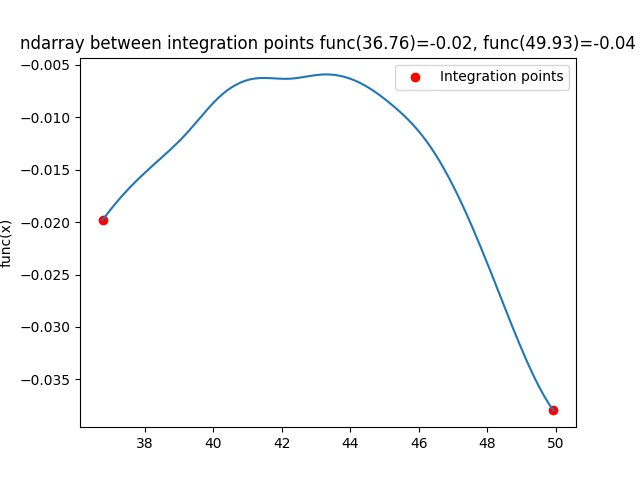 ndarray between integration points func(36.76)=-0.02, func(49.93)=-0.04
Integration points
func(x)
−0.005
−0.010
−0.015
−0.020
−0.025
−0.030
−0.035
38 40 42 44 46 48 50